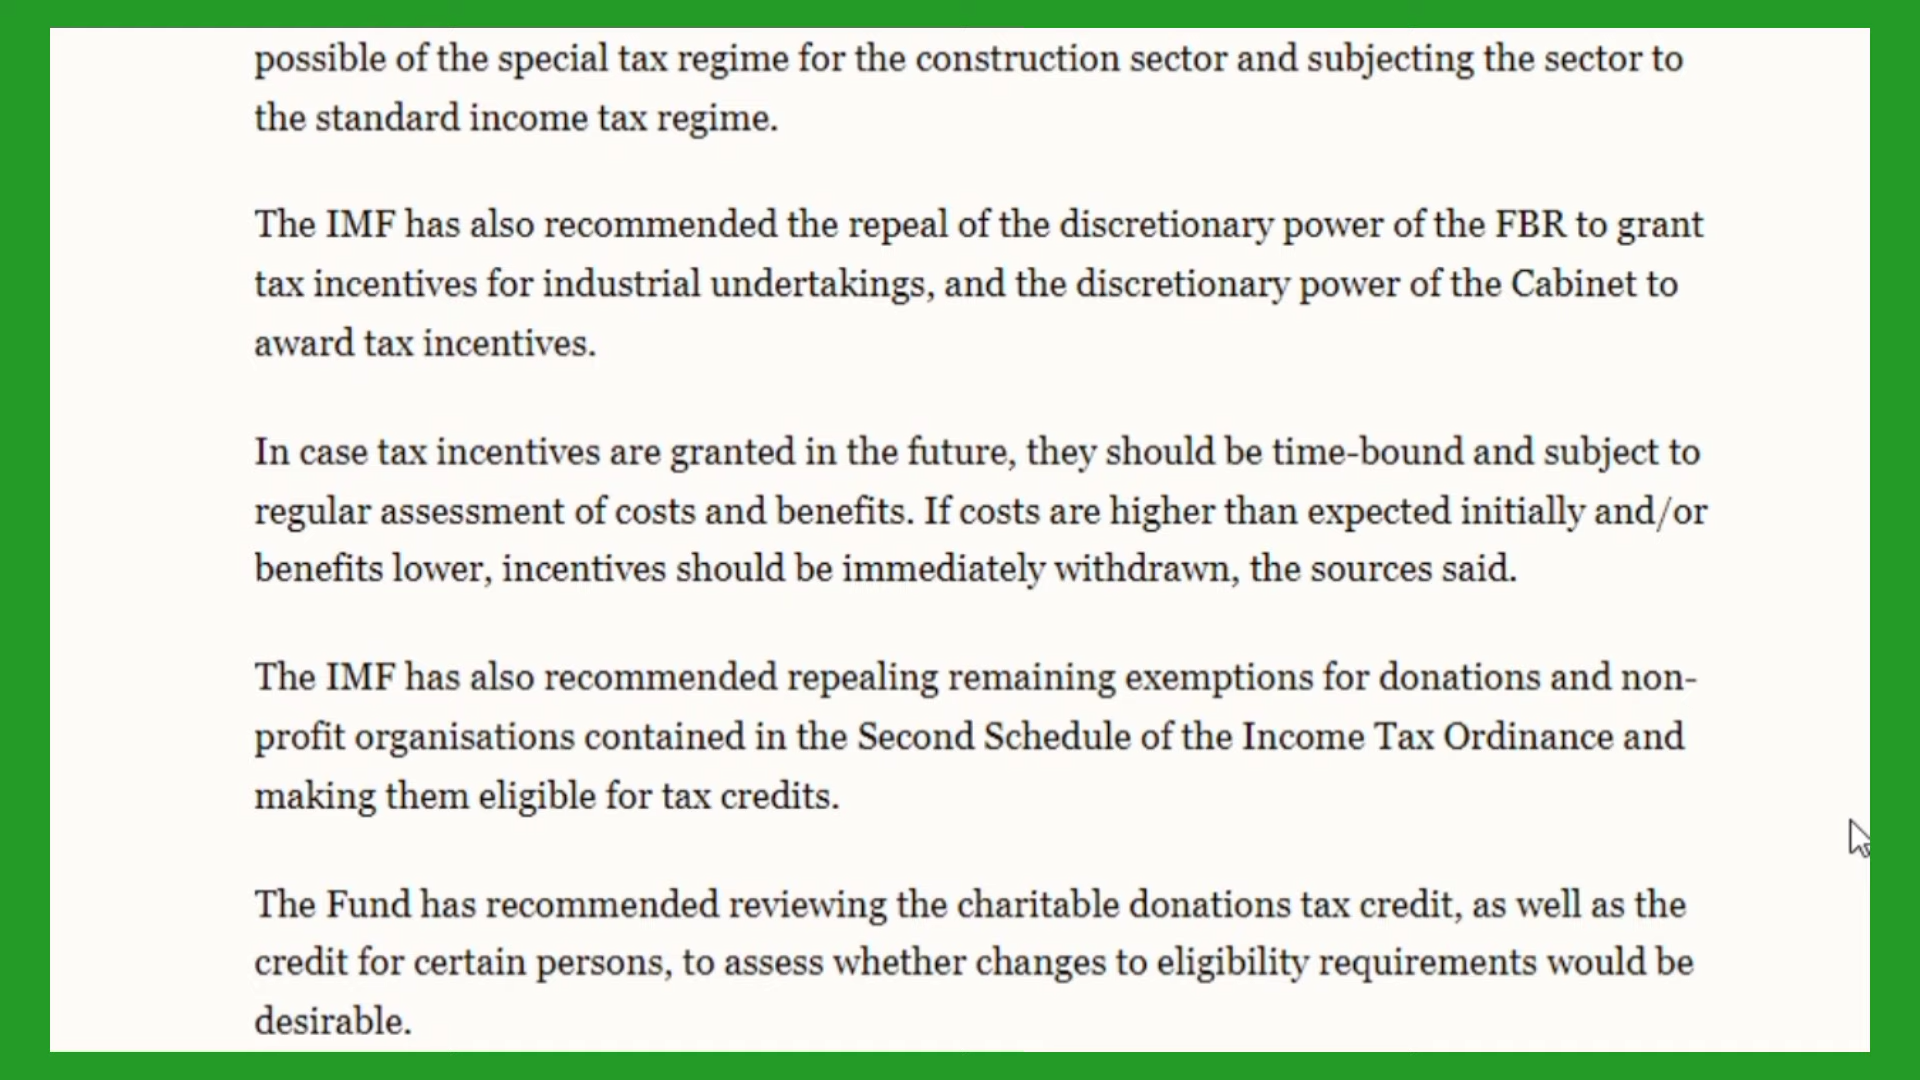 possible of the special tax regime for the construction sector and subjecting the sector to
the standard income tax regime.
The IMF has also recommended the repeal of the discretionary power of the FBR to grant
tax incentives for industrial undertakings, and the discretionary power of the Cabinet to
award tax incentives.
In case tax incentives are granted in the future, they should be time-bound and subject to
regular assessment of costs and benefits. If costs are higher than expected initially and/or
benefits lower, incentives should be immediately withdrawn, the sources said.
The IMF has also recommended repealing remaining exemptions for donations and non-
profit organisations contained in the Second Schedule of the Income Tax Ordinance and
making them eligible for tax credits.
The Fund has recommended reviewing the charitable donations tax credit, as well as the
credit for certain persons, to assess whether changes to eligibility requirements would be
desirable.